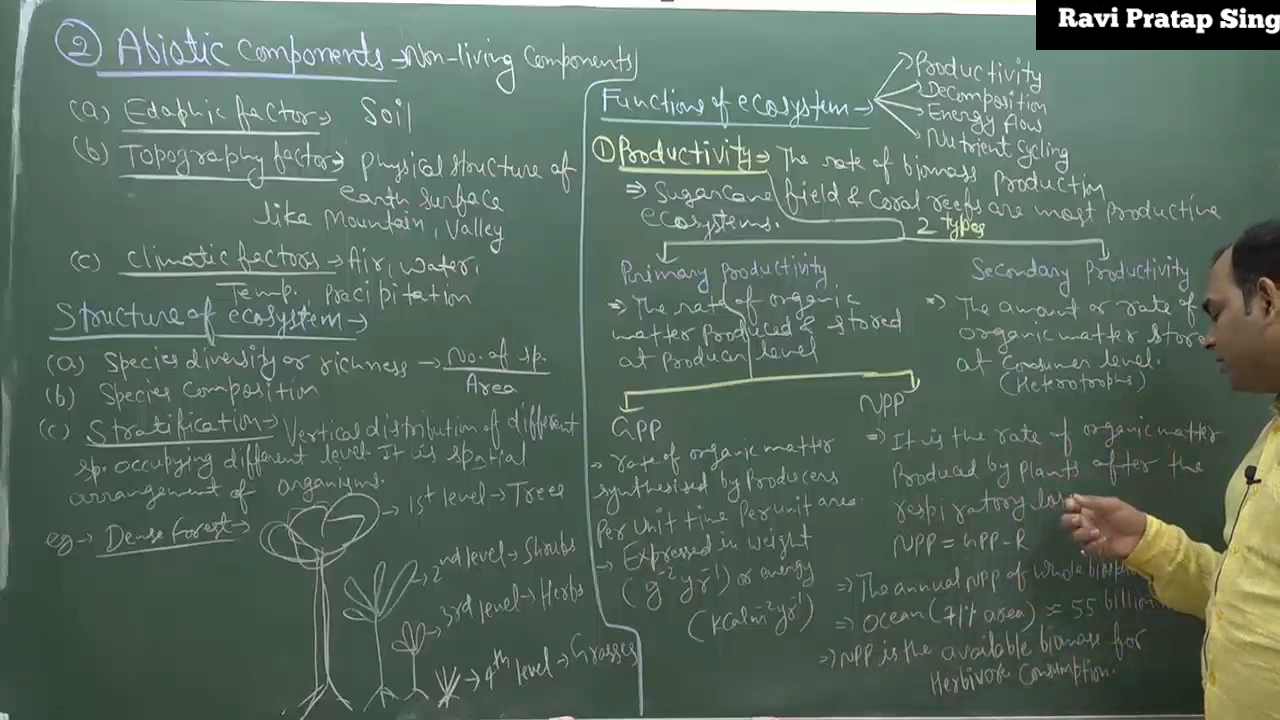 Ravi Pratap Sing
② Abiotic components → Non-living Components
(a) Edaphic factor → Soil
(b) Topography factor → Physical structure of
earth surface
like Mountain, Valley
(c) Climatic factors → Air, water,
Temp., Precipitation
Structure of ecosystem →
(a) Species diversity or richness → No. of sp.
Area
(b) Species Composition
(c) Stratification → Vertical distribution of different
sp. occupying different level. It is spatial
arrangement of organisms.
eg → Dense forest →
1st level → Trees
2nd level → Shrubs
3rd level → Herbs
4th level → Grasses
Functions of ecosystem →
Productivity
Decomposition
Energy flow
Nutrient Cycling
① Productivity → The rate of biomass production
⇒ Sugarcane field & Coral reefs are most productive
ecosystems.
2 types
Primary productivity
⇒ The rate of organic
matter produced & stored
at Producer level
Secondary Productivity
⇒ The amount or rate of
organic matter store
at Consumer level.
(Heterotrophs)
GPP
→ rate of organic matter
synthesised by Producers
Per Unit time per unit area.
→ Expressed in weight
(g⁻² yr⁻¹) or energy
(Kcal m⁻² yr⁻¹)
NPP
⇒ It is the rate of organic matter
Produced by plants after the
respiratory loss
NPP = GPP - R
⇒ The annual NPP of whole
⇒ Ocean (71% area) ≈ 55 billion
⇒ NPP is the available biomass for
Herbivore Consumption.